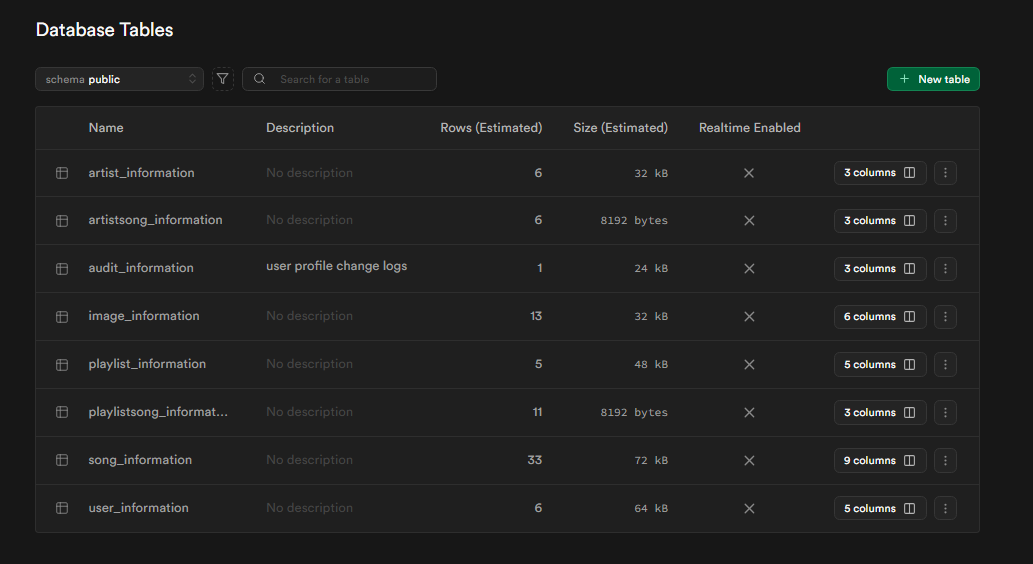 Database Tables
schema public
Search for a table
New table
Name Description Rows (Estimated) Size (Estimated) Realtime Enabled
artist_information No description 6 32 kB 3 columns
artistsong_information No description 6 8192 bytes 3 columns
audit_information user profile change logs 1 24 kB 3 columns
image_information No description 13 32 kB 6 columns
playlist_information No description 5 48 kB 5 columns
playlistsong_informat... No description 11 8192 bytes 3 columns
song_information No description 33 72 kB 9 columns
user_information No description 6 64 kB 5 columns